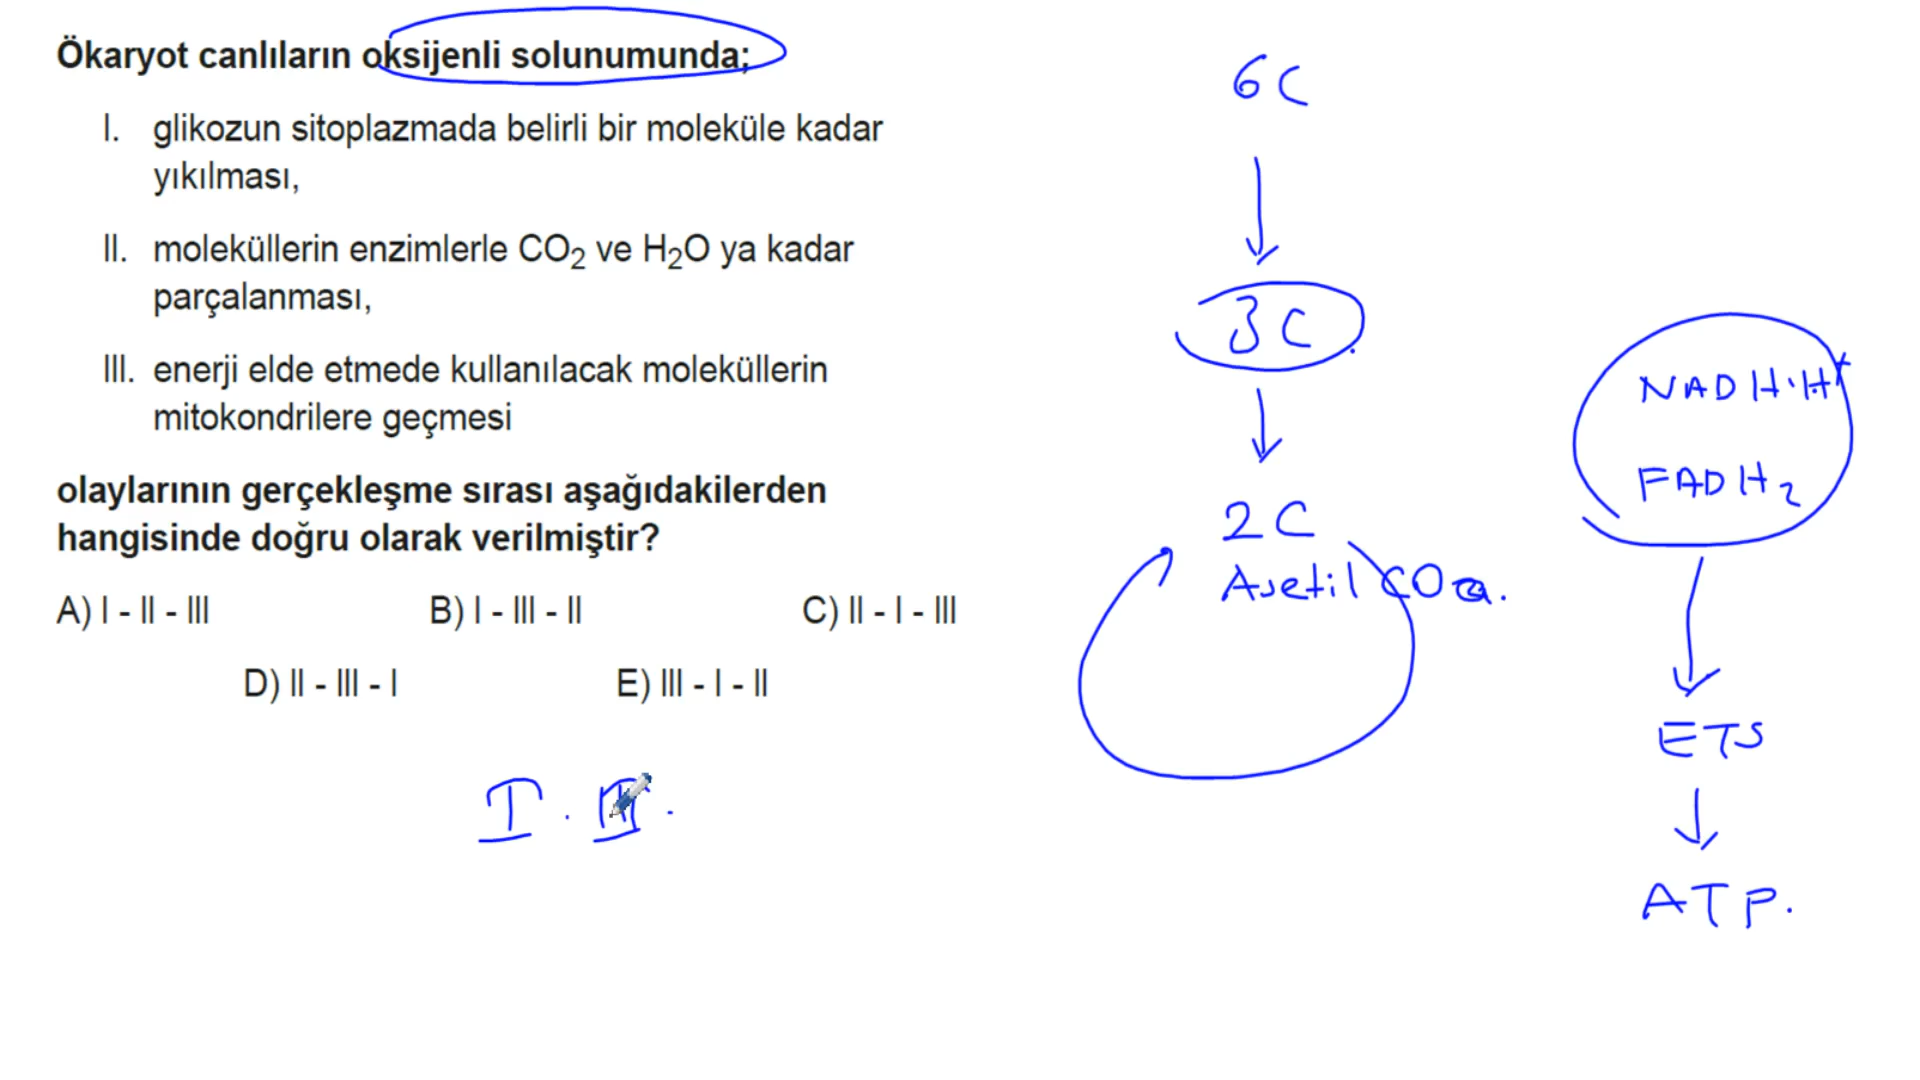 Ökaryot canlıların oksijenli solunumunda;
I. glikozun sitoplazmada belirli bir moleküle kadar
yıkılması,
II. moleküllerin enzimlerle CO₂ ve H₂O ya kadar
parçalanması,
III. enerji elde etmede kullanılacak moleküllerin
mitokondrilere geçmesi
olaylarının gerçekleşme sırası aşağıdakilerden
hangisinde doğru olarak verilmiştir?
A) I - II - III B) I - III - II C) II - I - III
D) II - III - I E) III - I - II
I.
6C
3C
2C
Asetil COa.
NADH·H⁺
FADH₂
ETS
ATP.